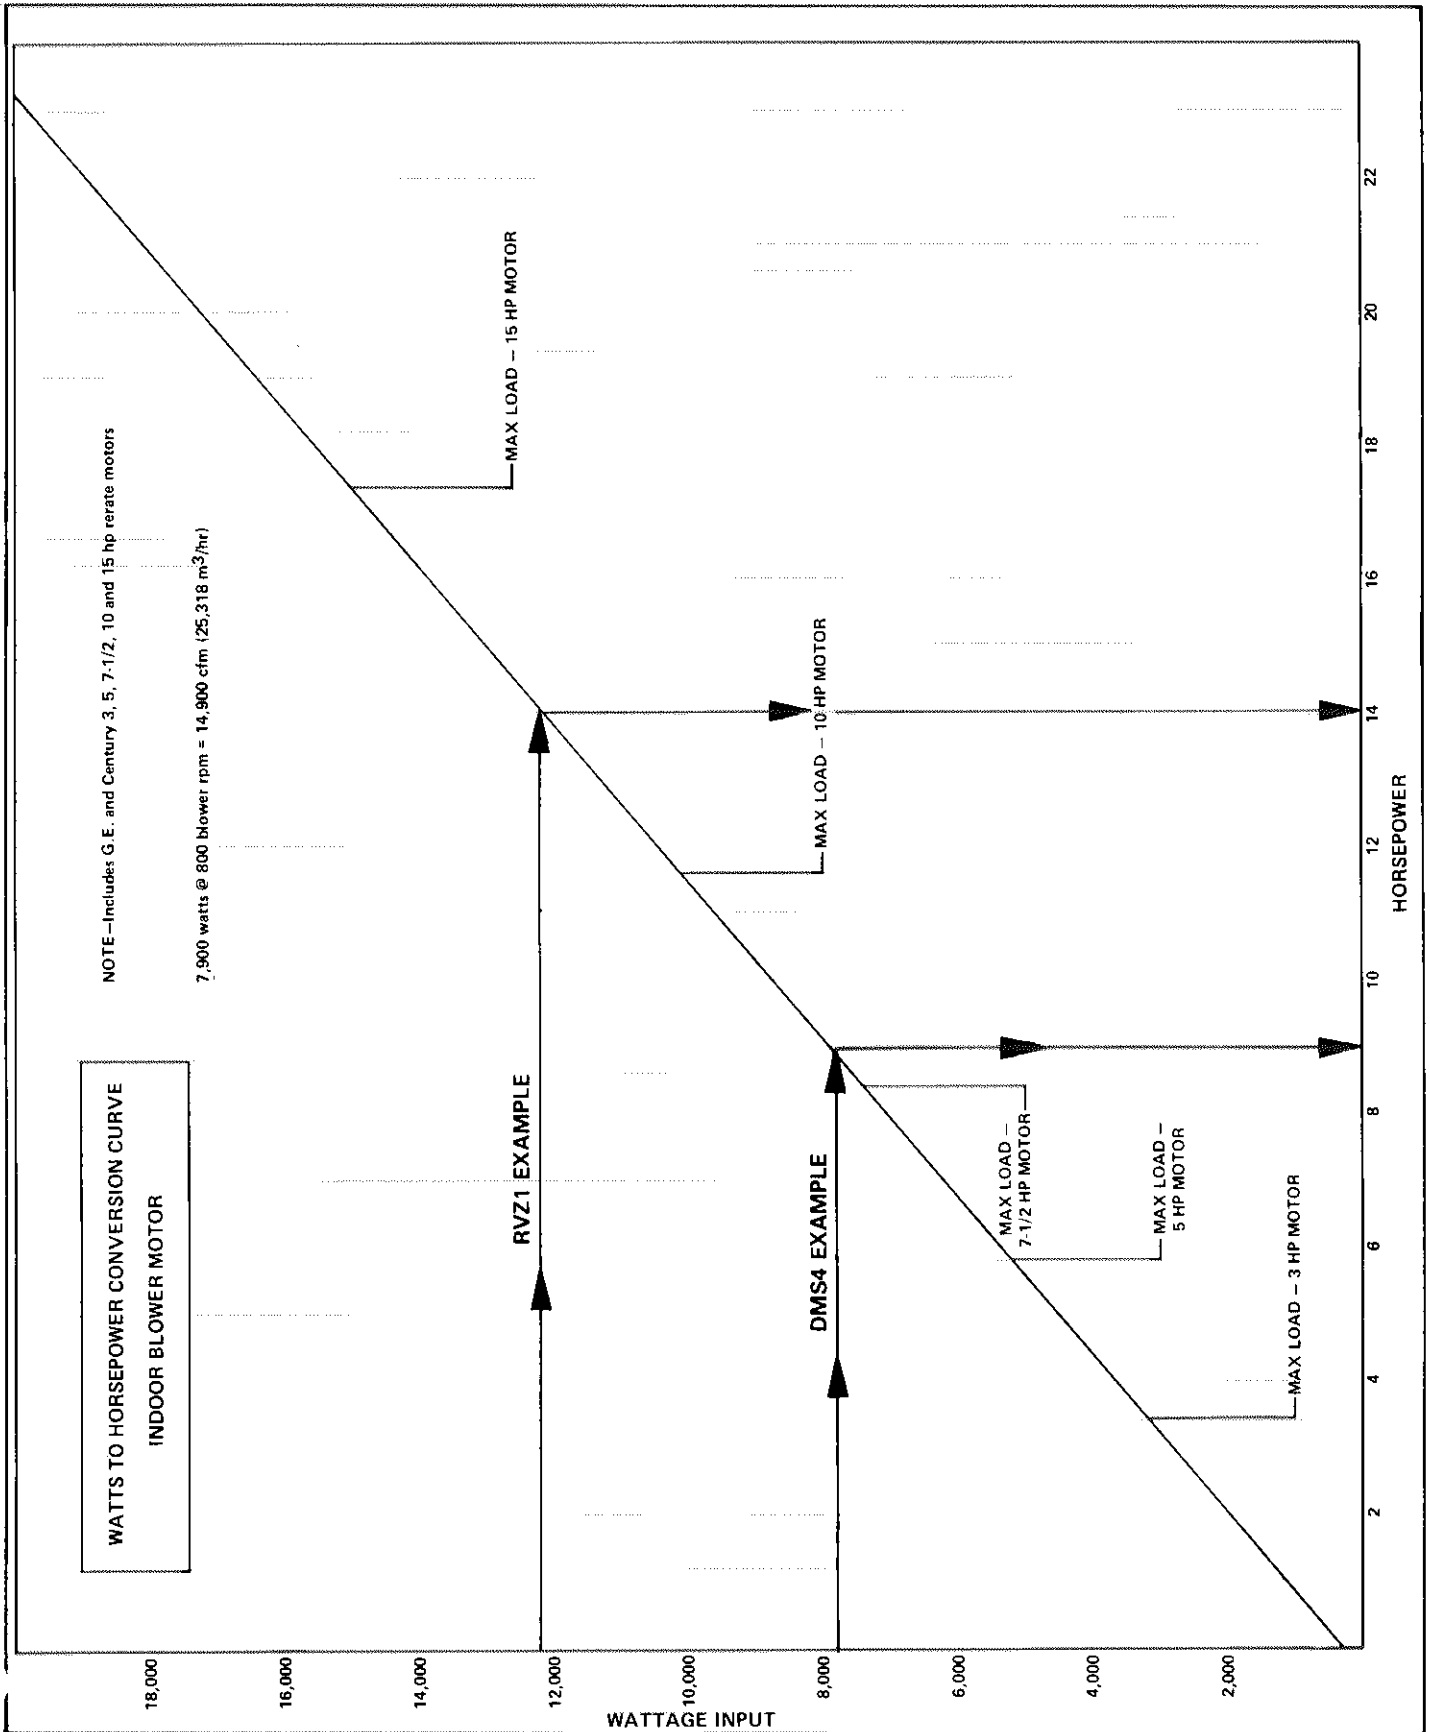 WATTS TO HORSEPOWER CONVERSION CURVE
INDOOR BLOWER MOTOR
NOTE—Includes G.E. and Century 3, 5, 7-1/2, 10 and 15 hp rerate motors
7,900 watts @ 800 blower rpm = 14,900 cfm (25,318 m³/hr)
WATTAGE INPUT
18,000
16,000
14,000
12,000
10,000
8,000
6,000
4,000
2,000
RVZ1 EXAMPLE
DMS4 EXAMPLE
MAX LOAD — 15 HP MOTOR
MAX LOAD — 10 HP MOTOR
MAX LOAD —
7-1/2 HP MOTOR
MAX LOAD —
5 HP MOTOR
MAX LOAD — 3 HP MOTOR
2
4
6
8
10
12
14
16
18
20
22
HORSEPOWER